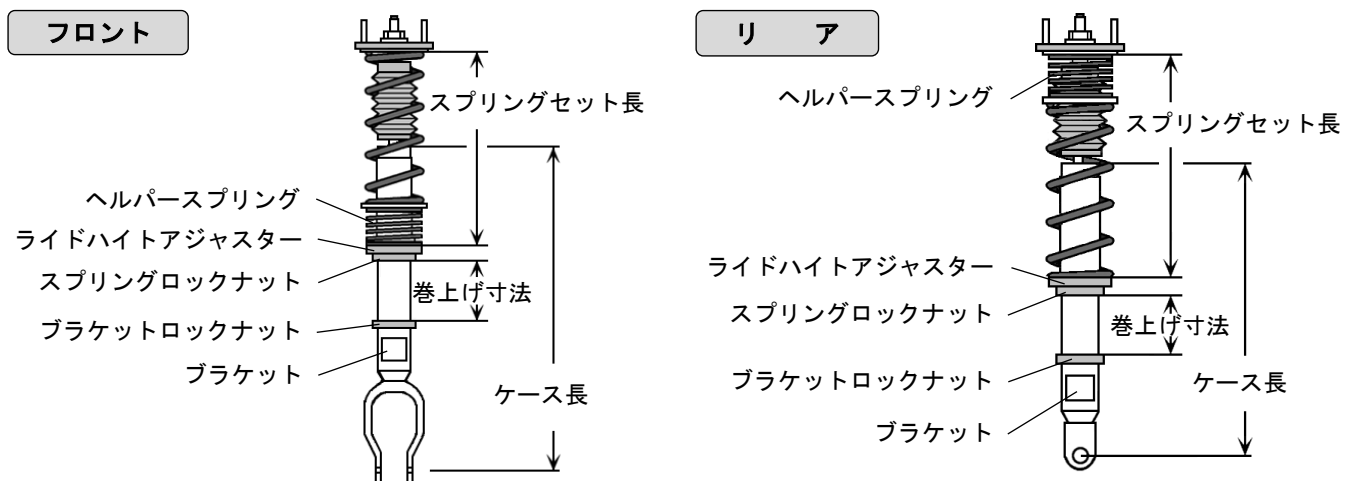 フロント
スプリングセット長
ヘルパースプリング
ライドハイトアジャスター
スプリングロックナット
巻上げ寸法
ブラケットロックナット
ブラケット
ケース長
リ　ア
ヘルパースプリング
スプリングセット長
ライドハイトアジャスター
スプリングロックナット
巻上げ寸法
ブラケットロックナット
ケース長
ブラケット